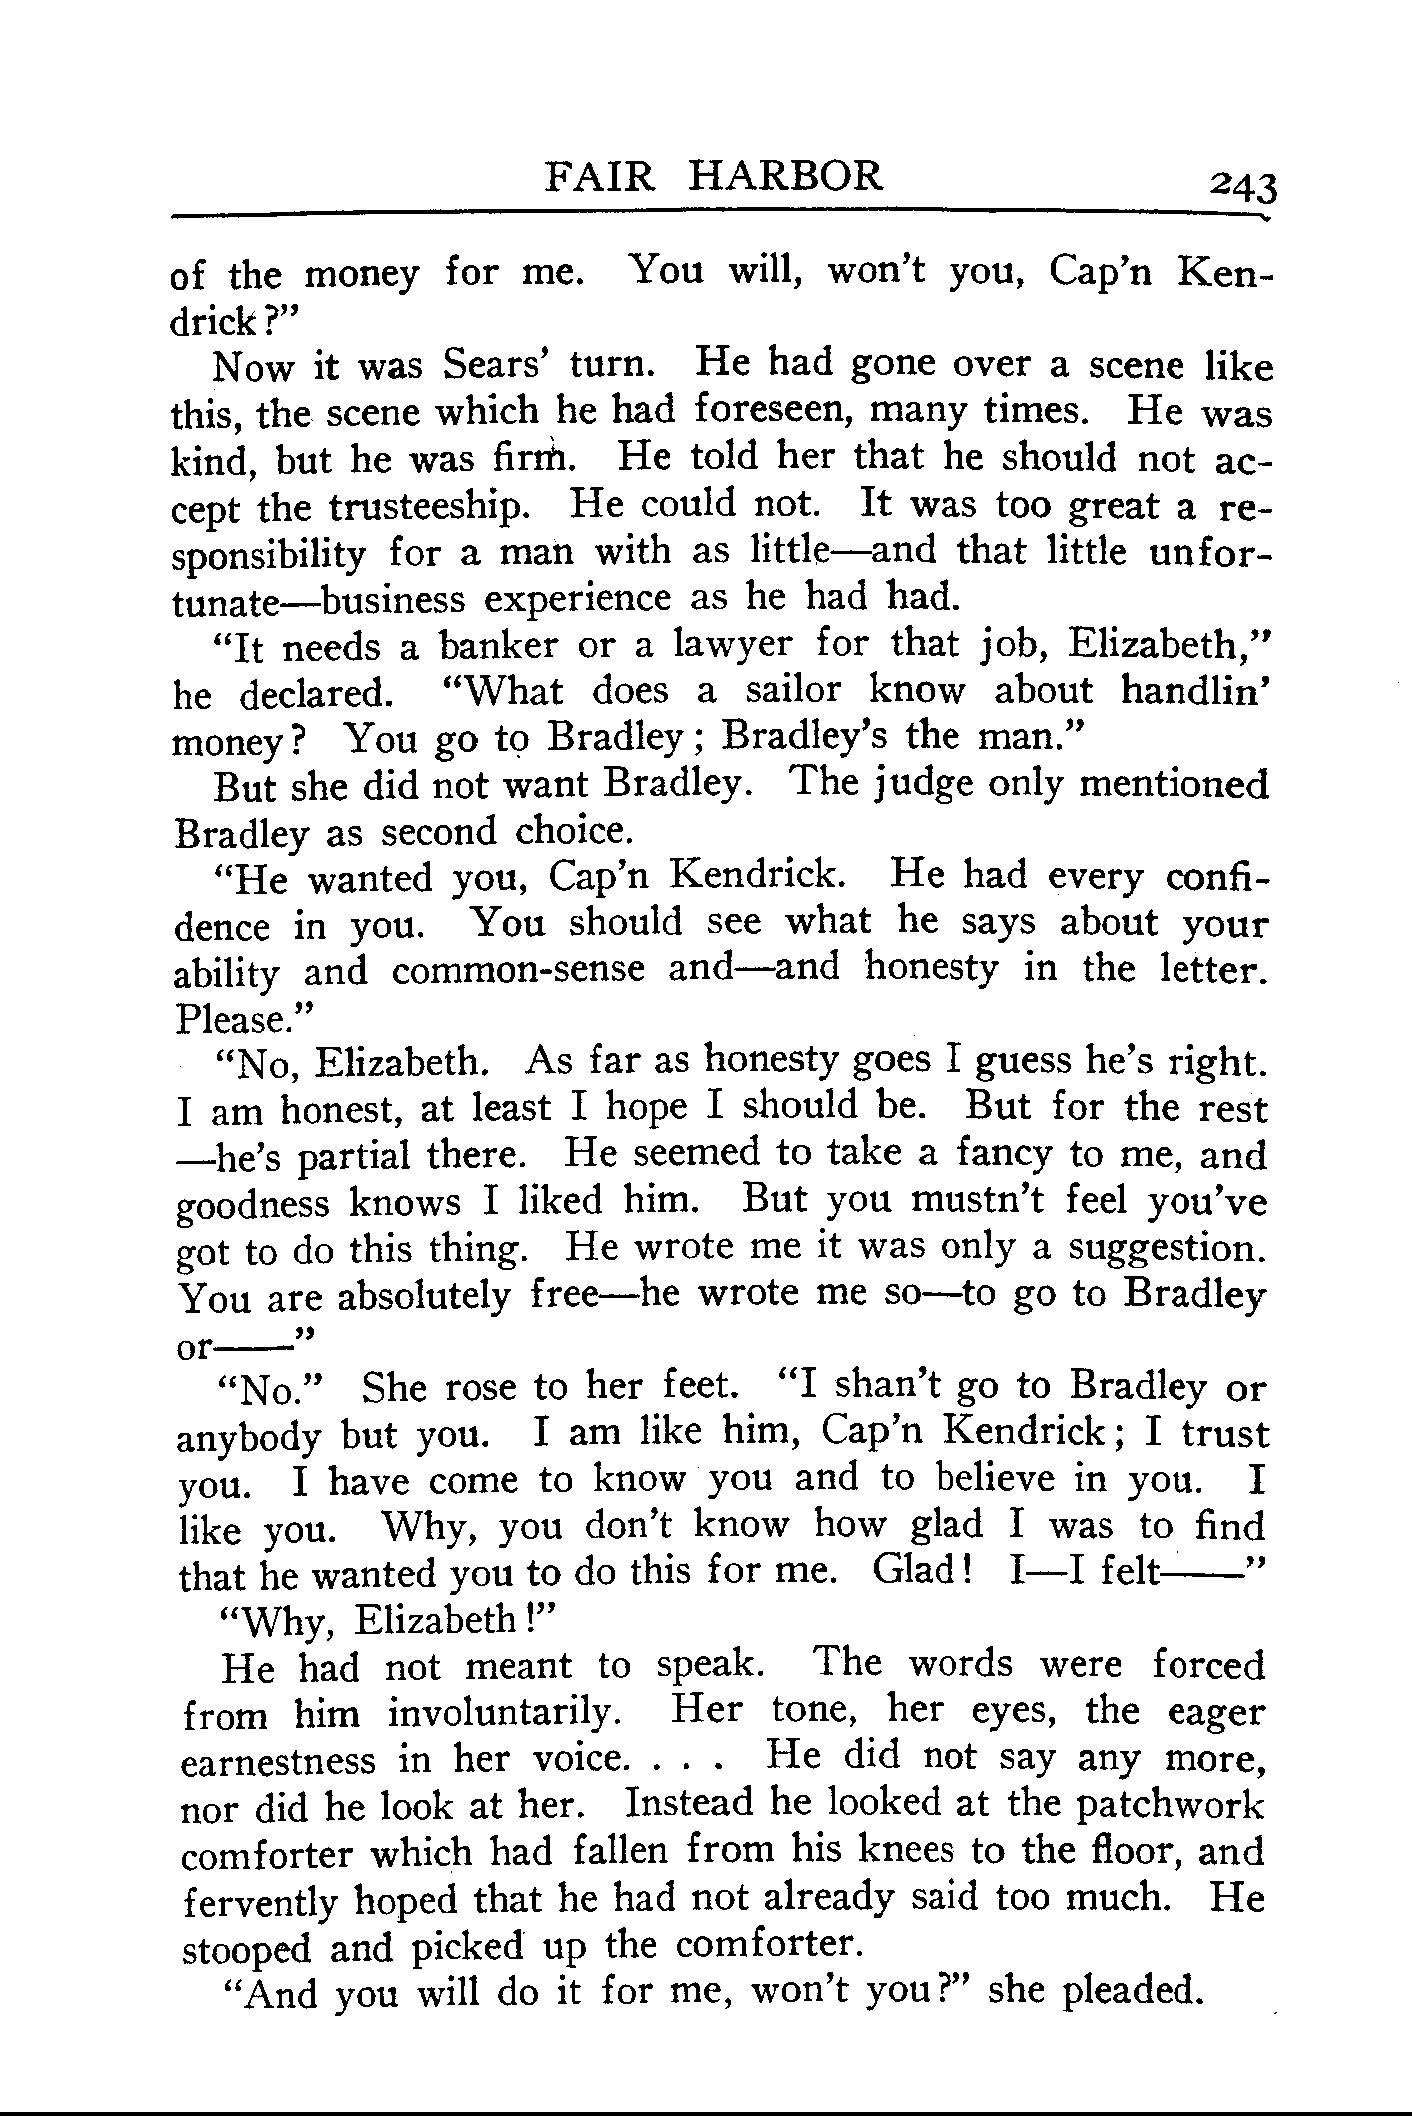 FAIR HARBOR 243
of the money for me. You will, won't you, Cap'n Ken-
drick?"
Now it was Sears' turn. He had gone over a scene like
this, the scene which he had foreseen, many times. He was
kind, but he was firm. He told her that he should not ac-
cept the trusteeship. He could not. It was too great a re-
sponsibility for a man with as little—and that little unfor-
tunate—business experience as he had had.
"It needs a banker or a lawyer for that job, Elizabeth,"
he declared. "What does a sailor know about handlin'
money? You go to Bradley; Bradley's the man."
But she did not want Bradley. The judge only mentioned
Bradley as second choice.
"He wanted you, Cap'n Kendrick. He had every confi-
dence in you. You should see what he says about your
ability and common-sense and—and honesty in the letter.
Please."
"No, Elizabeth. As far as honesty goes I guess he's right.
I am honest, at least I hope I should be. But for the rest
—he's partial there. He seemed to take a fancy to me, and
goodness knows I liked him. But you mustn't feel you've
got to do this thing. He wrote me it was only a suggestion.
You are absolutely free—he wrote me so—to go to Bradley
or——"
"No." She rose to her feet. "I shan't go to Bradley or
anybody but you. I am like him, Cap'n Kendrick; I trust
you. I have come to know you and to believe in you. I
like you. Why, you don't know how glad I was to find
that he wanted you to do this for me. Glad! I—I felt——"
"Why, Elizabeth!"
He had not meant to speak. The words were forced
from him involuntarily. Her tone, her eyes, the eager
earnestness in her voice. . . . He did not say any more,
nor did he look at her. Instead he looked at the patchwork
comforter which had fallen from his knees to the floor, and
fervently hoped that he had not already said too much. He
stooped and picked up the comforter.
"And you will do it for me, won't you?" she pleaded.